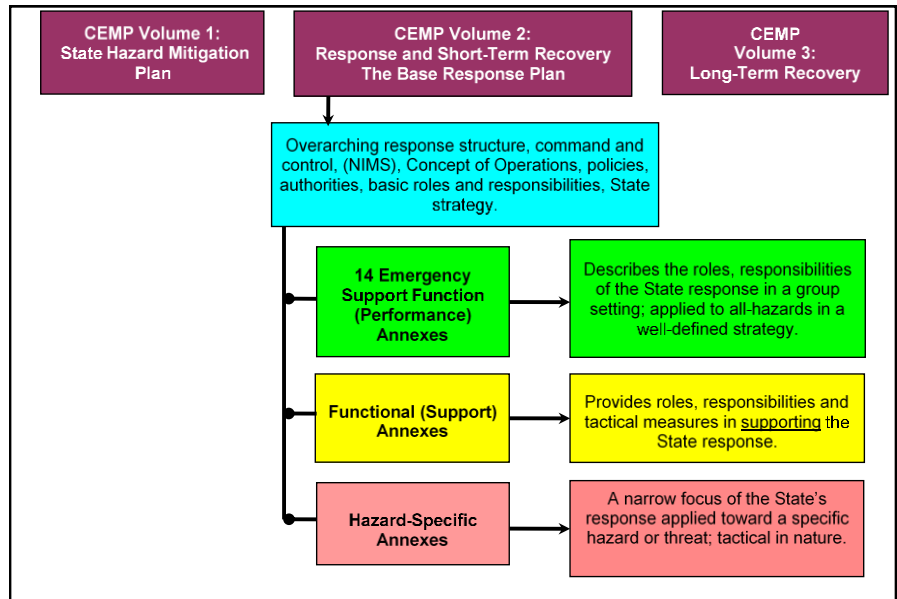 CEMP Volume 1:
State Hazard Mitigation
Plan
CEMP Volume 2:
Response and Short-Term Recovery
The Base Response Plan
CEMP
Volume 3:
Long-Term Recovery
Overarching response structure, command and
control, (NIMS), Concept of Operations, policies,
authorities, basic roles and responsibilities, State
strategy.
14 Emergency
Support Function
(Performance)
Annexes
Describes the roles, responsibilities
of the State response in a group
setting; applied to all-hazards in a
well-defined strategy.
Functional (Support)
Annexes
Provides roles, responsibilities and
tactical measures in supporting the
State response.
Hazard-Specific
Annexes
A narrow focus of the State's
response applied toward a specific
hazard or threat; tactical in nature.